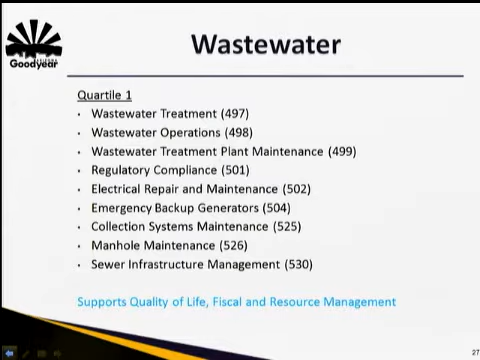 Goodyear
Wastewater
Quartile 1
• Wastewater Treatment (497)
• Wastewater Operations (498)
• Wastewater Treatment Plant Maintenance (499)
• Regulatory Compliance (501)
• Electrical Repair and Maintenance (502)
• Emergency Backup Generators (504)
• Collection Systems Maintenance (525)
• Manhole Maintenance (526)
• Sewer Infrastructure Management (530)
Supports Quality of Life, Fiscal and Resource Management
27